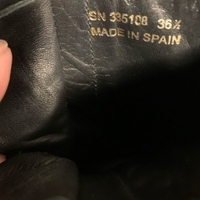 SN 335108 36½
MADE IN SPAIN